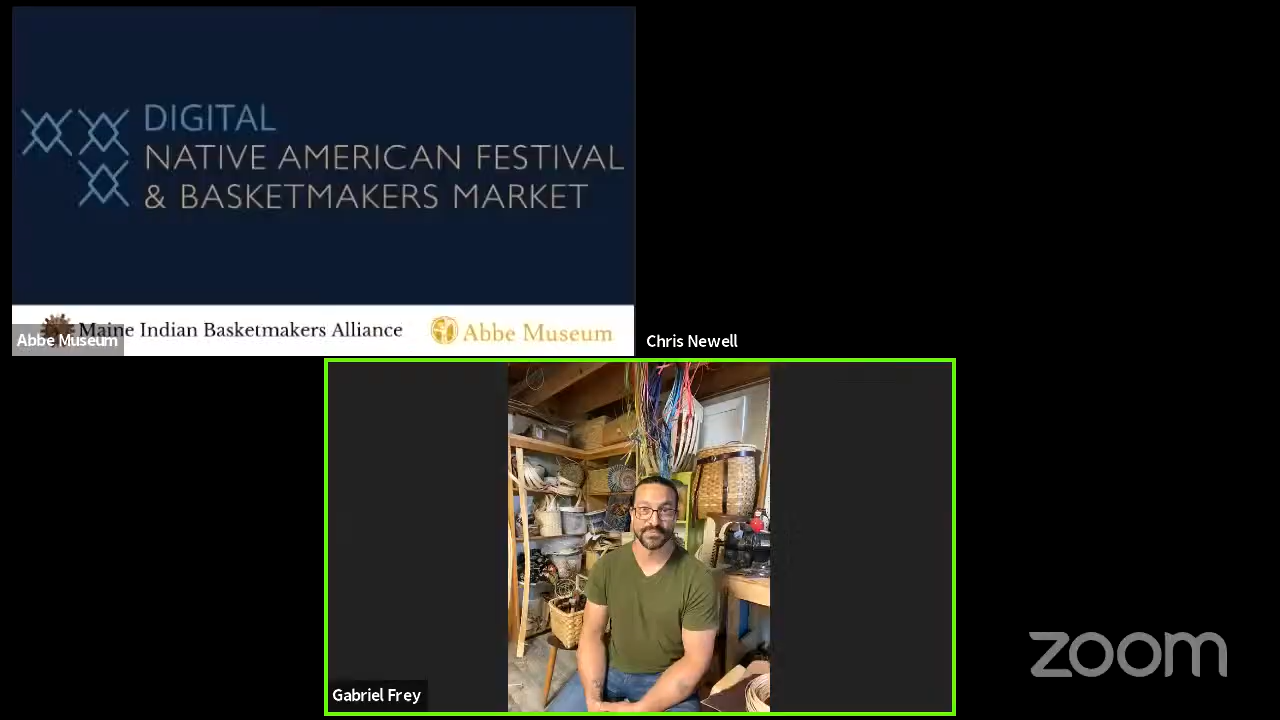 DIGITAL
NATIVE AMERICAN FESTIVAL
& BASKETMAKERS MARKET
Maine Indian Basketmakers Alliance
Abbe Museum
Abbe Museum
Chris Newell
Gabriel Frey
zoom